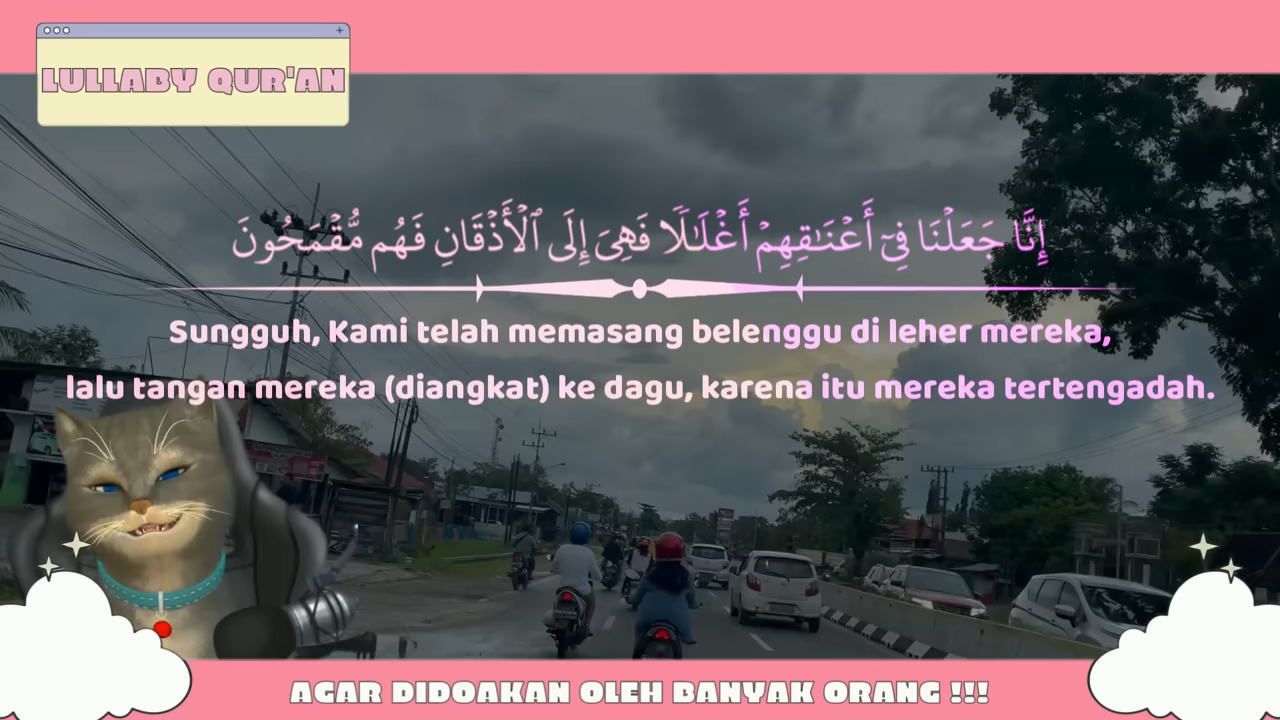 LULLABY QUR'AN
إِنَّا جَعَلْنَا فِىٓ أَعْنَٰقِهِمْ أَغْلَٰلًا فَهِىَ إِلَى ٱلْأَذْقَانِ فَهُم مُّقْمَحُونَ
Sungguh, Kami telah memasang belenggu di leher mereka,
lalu tangan mereka (diangkat) ke dagu, karena itu mereka tertengadah.
AGAR DIDOAKAN OLEH BANYAK ORANG !!!